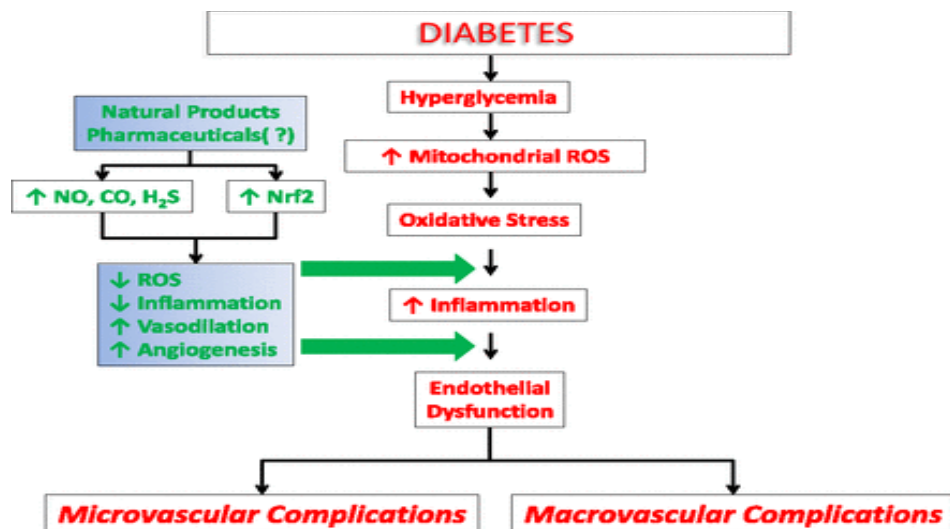 DIABETES
Hyperglycemia
Natural Products
Pharmaceuticals( ?)
↑ Mitochondrial ROS
↑ NO, CO, H₂S
↑ Nrf2
Oxidative Stress
↓ ROS
↓ Inflammation
↑ Vasodilation
↑ Angiogenesis
↑ Inflammation
Endothelial
Dysfunction
Microvascular Complications
Macrovascular Complications